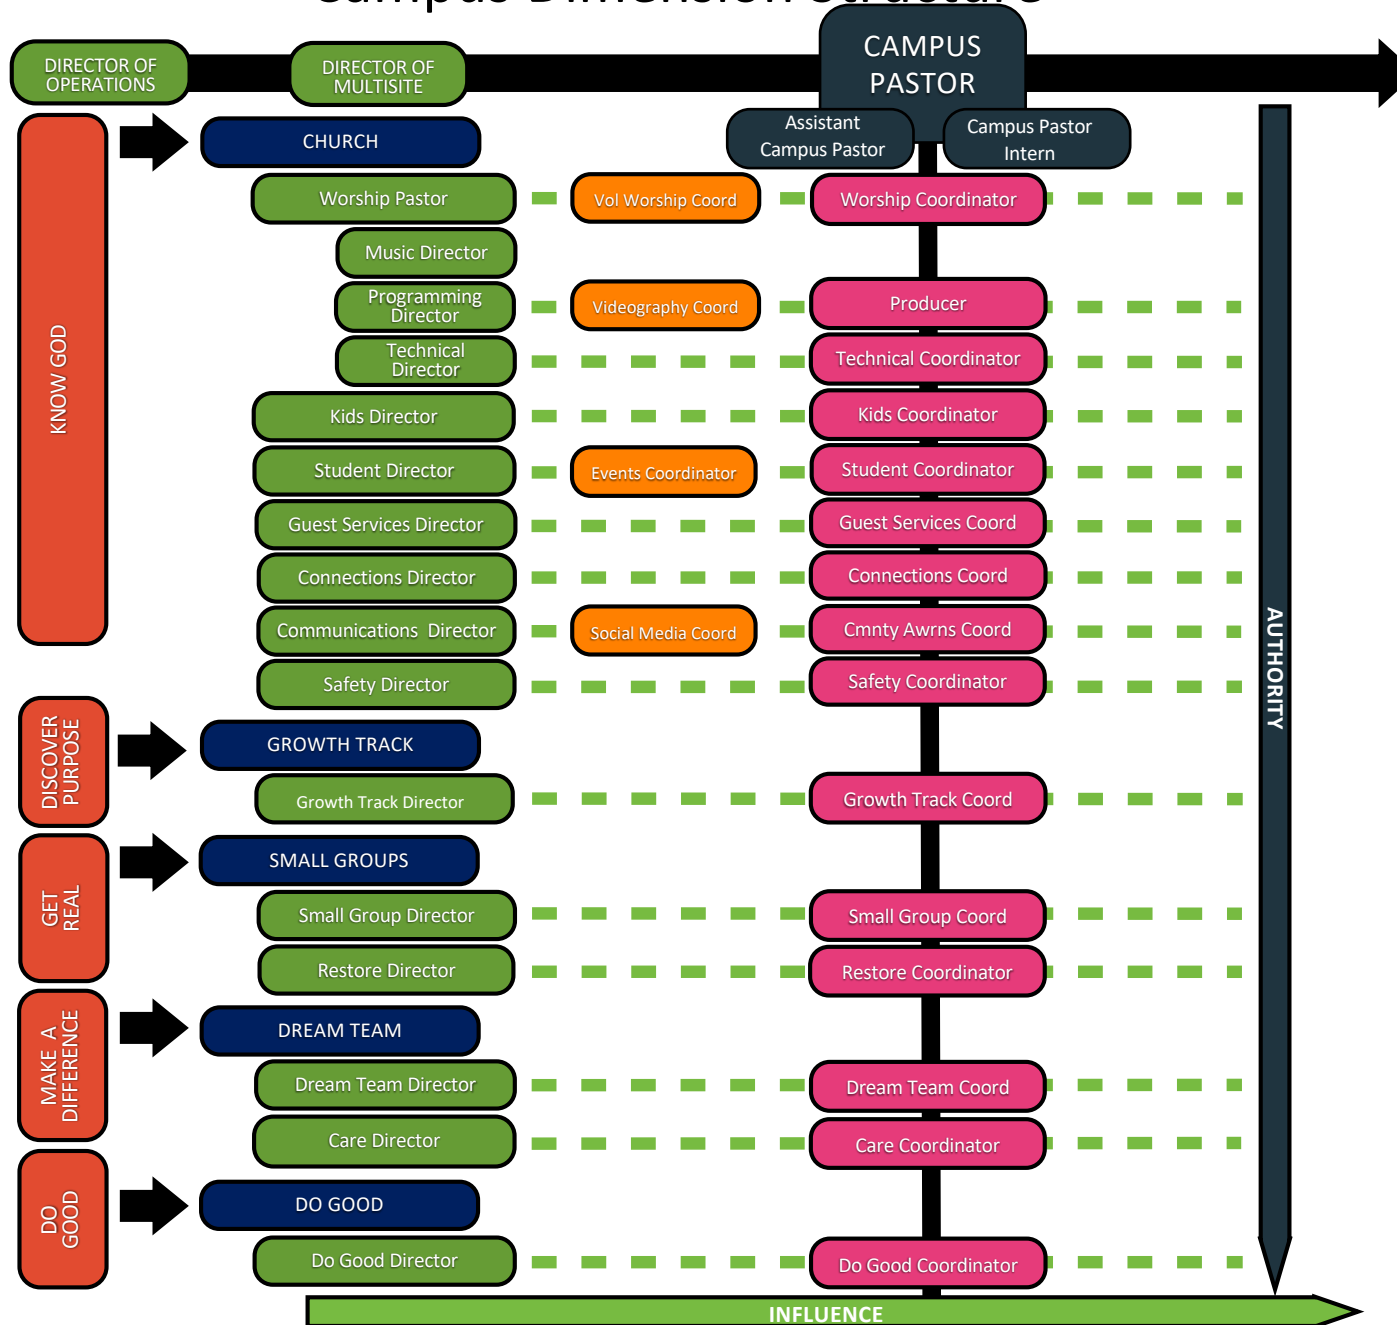 Campus Dimension Structure
DIRECTOR OF
OPERATIONS
DIRECTOR OF
MULTISITE
CAMPUS
PASTOR
Assistant
Campus Pastor
Campus Pastor
Intern
KNOW GOD
CHURCH
Worship Pastor
Vol Worship Coord
Worship Coordinator
Music Director
Programming
Director
Videography Coord
Producer
Technical
Director
Technical Coordinator
Kids Director
Kids Coordinator
Student Director
Events Coordinator
Student Coordinator
Guest Services Director
Guest Services Coord
Connections Director
Connections Coord
Communications Director
Social Media Coord
Cmnty Awrns Coord
Safety Director
Safety Coordinator
AUTHORITY
DISCOVER
PURPOSE
GROWTH TRACK
Growth Track Director
Growth Track Coord
GET
REAL
SMALL GROUPS
Small Group Director
Small Group Coord
Restore Director
Restore Coordinator
MAKE A
DIFFERENCE
DREAM TEAM
Dream Team Director
Dream Team Coord
Care Director
Care Coordinator
DO
GOOD
DO GOOD
Do Good Director
Do Good Coordinator
INFLUENCE